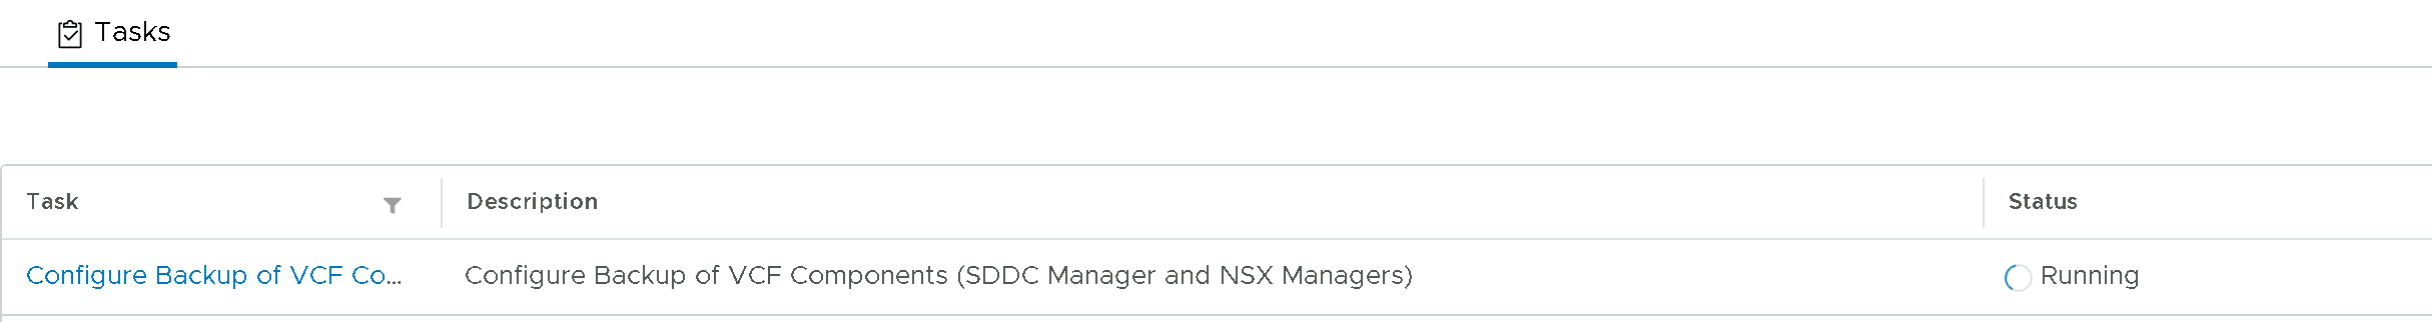 Tasks
Task Description Status
Configure Backup of VCF Co... Configure Backup of VCF Components (SDDC Manager and NSX Managers) Running